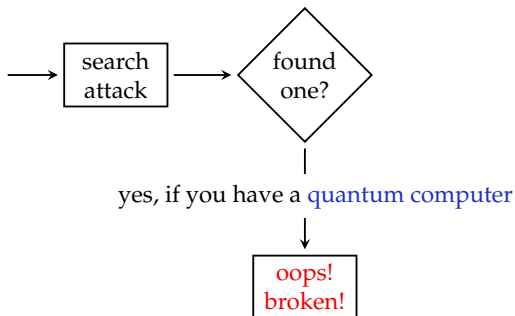 search
attack
found
one?
yes, if you have a quantum computer
oops!
broken!